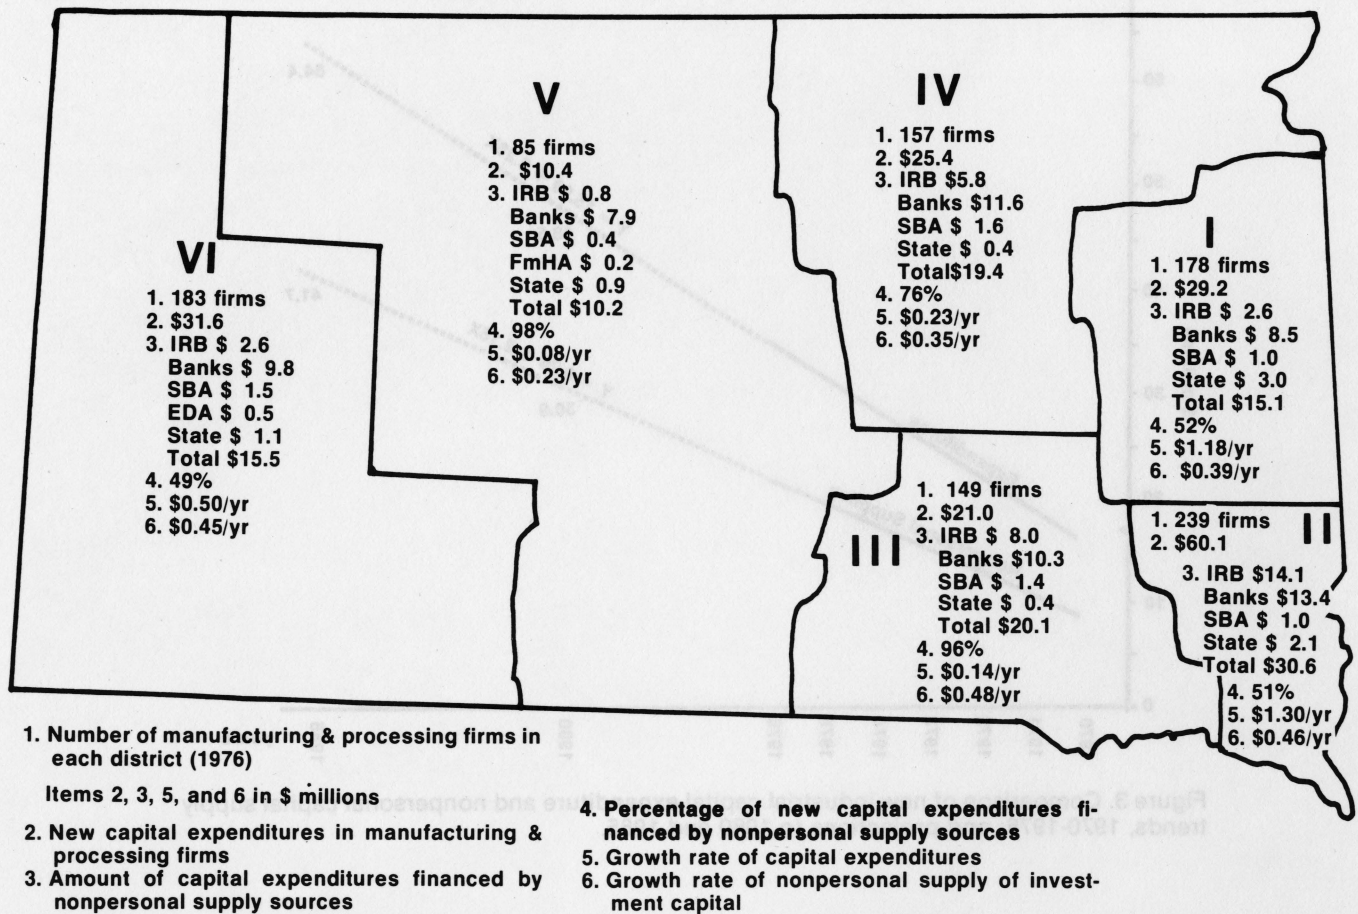 V
1. 85 firms
2. $10.4
3. IRB $ 0.8
Banks $ 7.9
SBA $ 0.4
FmHA $ 0.2
State $ 0.9
Total $10.2
4. 98%
5. $0.08/yr
6. $0.23/yr
IV
1. 157 firms
2. $25.4
3. IRB $5.8
Banks $11.6
SBA $ 1.6
State $ 0.4
Total$19.4
4. 76%
5. $0.23/yr
6. $0.35/yr
VI
1. 183 firms
2. $31.6
3. IRB $ 2.6
Banks $ 9.8
SBA $ 1.5
EDA $ 0.5
State $ 1.1
Total $15.5
4. 49%
5. $0.50/yr
6. $0.45/yr
I
1. 178 firms
2. $29.2
3. IRB $ 2.6
Banks $ 8.5
SBA $ 1.0
State $ 3.0
Total $15.1
4. 52%
5. $1.18/yr
6. $0.39/yr
III
1. 149 firms
2. $21.0
3. IRB $ 8.0
Banks $10.3
SBA $ 1.4
State $ 0.4
Total $20.1
4. 96%
5. $0.14/yr
6. $0.48/yr
II
1. 239 firms
2. $60.1
3. IRB $14.1
Banks $13.4
SBA $ 1.0
State $ 2.1
Total $30.6
4. 51%
5. $1.30/yr
6. $0.46/yr
1. Number of manufacturing & processing firms in
each district (1976)
Items 2, 3, 5, and 6 in $ millions
2. New capital expenditures in manufacturing &
processing firms
3. Amount of capital expenditures financed by
nonpersonal supply sources
4. Percentage of new capital expenditures fi-
nanced by nonpersonal supply sources
5. Growth rate of capital expenditures
6. Growth rate of nonpersonal supply of invest-
ment capital